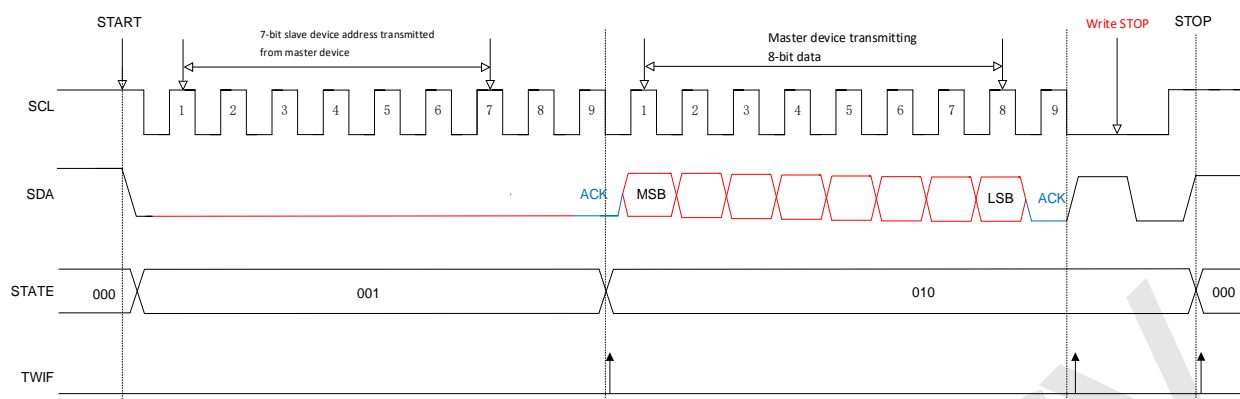 START
7-bit slave device address transmitted
from master device
Master device transmitting
8-bit data
Write STOP
STOP
SCL
1 2 3 4 5 6 7 8 9 1 2 3 4 5 6 7 8 9
SDA
ACK
MSB
LSB
ACK
STATE
000
001
010
000
TWIF